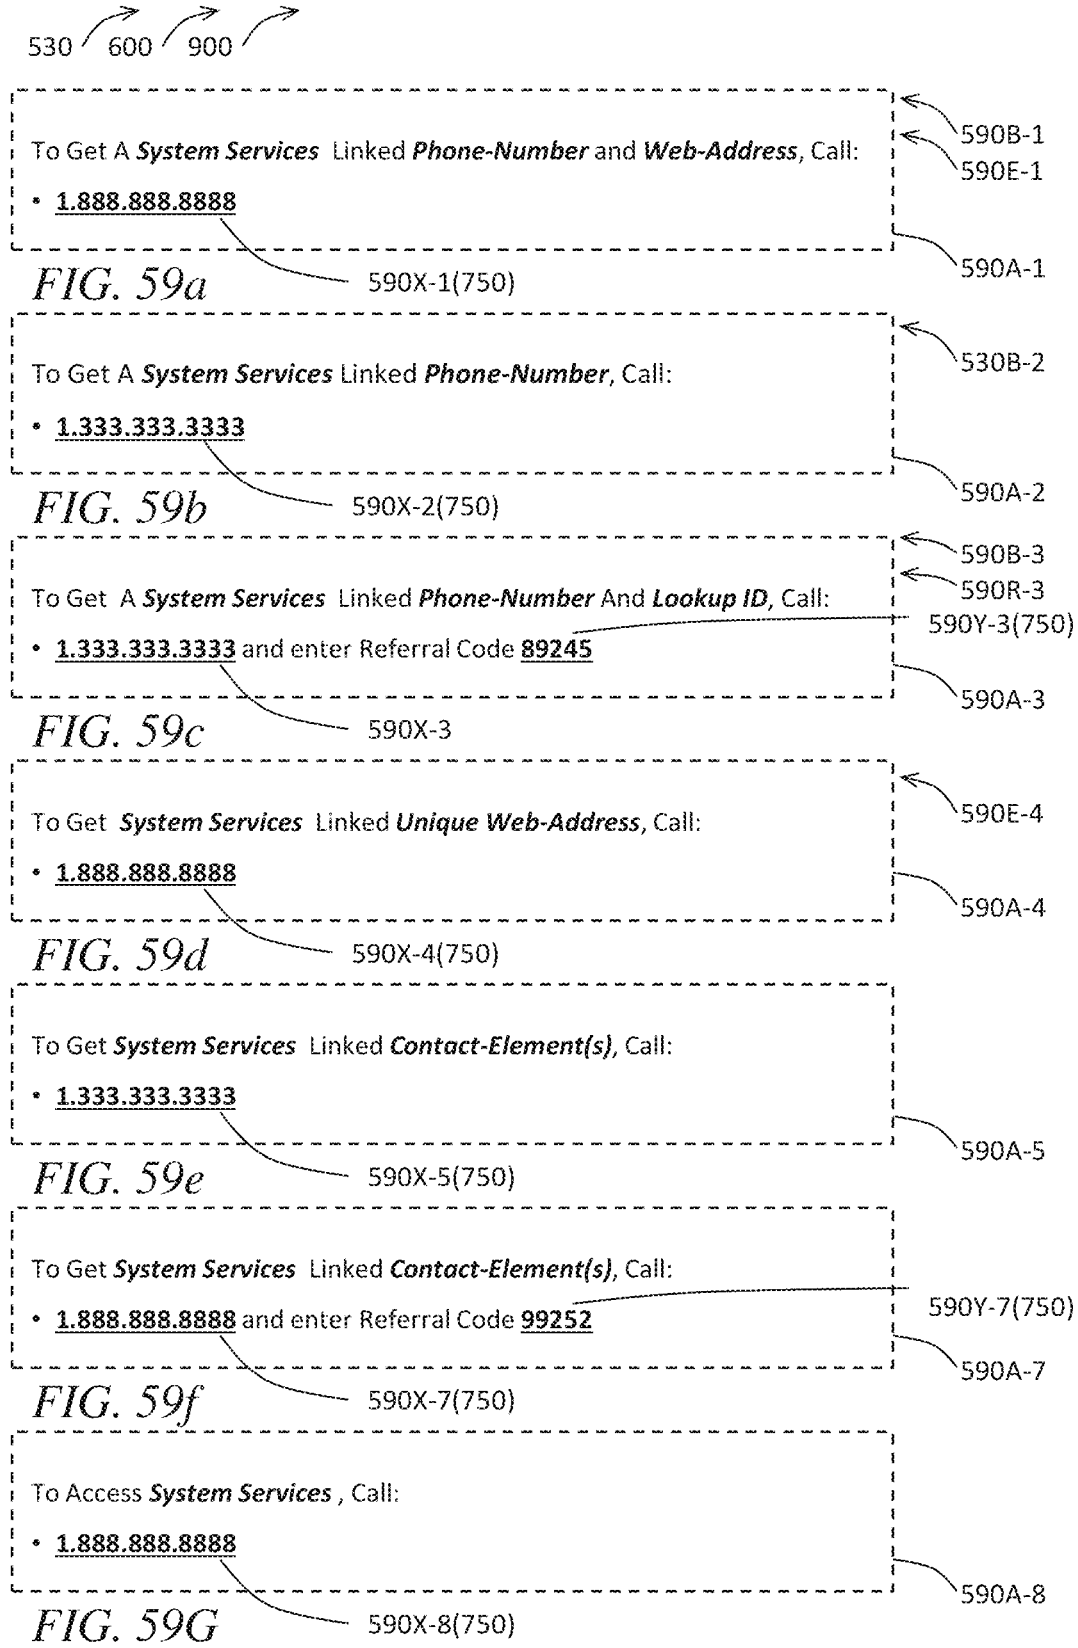 530 600 900
590B-1
To Get A System Services Linked Phone-Number and Web-Address, Call:
590E-1
• 1.888.888.8888
590A-1
FIG. 59a
590X-1(750)
530B-2
To Get A System Services Linked Phone-Number, Call:
• 1.333.333.3333
590A-2
FIG. 59b
590X-2(750)
590B-3
590R-3
To Get A System Services Linked Phone-Number And Lookup ID, Call:
590Y-3(750)
• 1.333.333.3333 and enter Referral Code 89245
590A-3
FIG. 59c
590X-3
590E-4
To Get System Services Linked Unique Web-Address, Call:
• 1.888.888.8888
590A-4
FIG. 59d
590X-4(750)
To Get System Services Linked Contact-Element(s), Call:
• 1.333.333.3333
590A-5
FIG. 59e
590X-5(750)
To Get System Services Linked Contact-Element(s), Call:
590Y-7(750)
• 1.888.888.8888 and enter Referral Code 99252
590A-7
FIG. 59f
590X-7(750)
To Access System Services , Call:
• 1.888.888.8888
590A-8
FIG. 59G
590X-8(750)